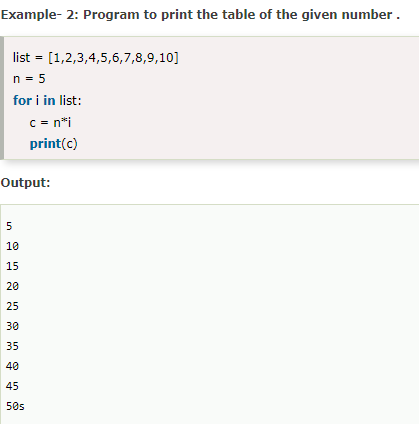 Example- 2: Program to print the table of the given number .
list = [1,2,3,4,5,6,7,8,9,10]
n = 5
for i in list:
    c = n*i
    print(c)
Output:
5
10
15
20
25
30
35
40
45
50s